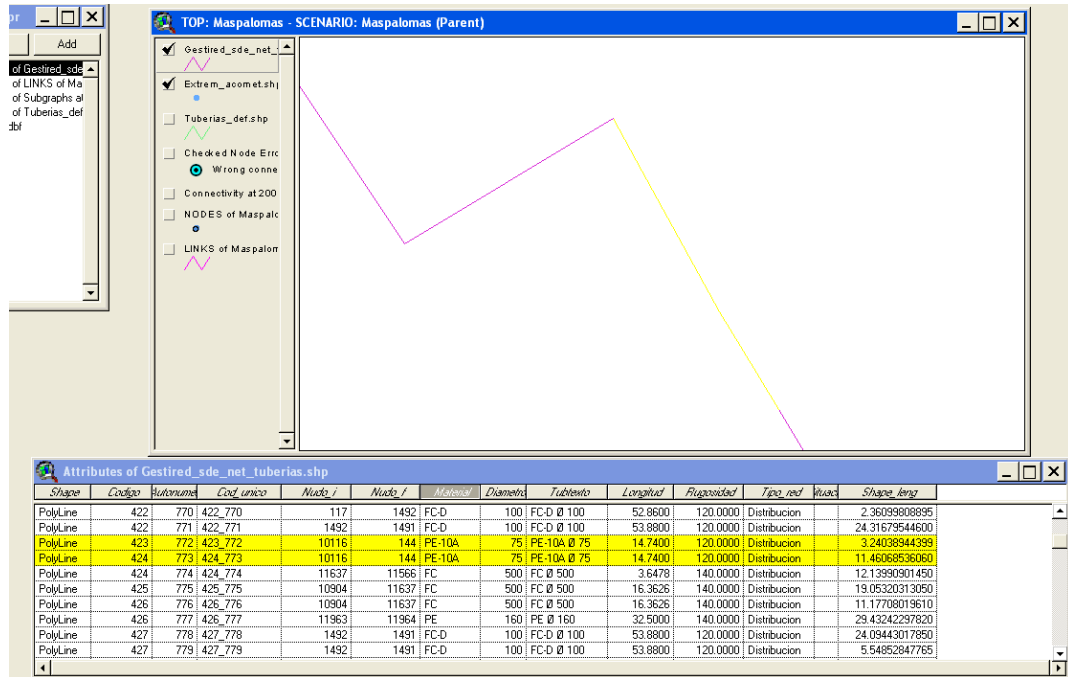 pr
Add
of Gestired_sde
of LINKS of Ma
of Subgraphs at
of Tuberias_def
dbf
TOP: Maspalomas - SCENARIO: Maspalomas (Parent)
Gestired_sde_net_
Extrem_acomet.shp
Tuberias_def.shp
Checked Node Erro
Wrong conne
Connectivity at 200
NODES of Maspalo
LINKS of Maspalom
Attributes of Gestired_sde_net_tuberias.shp
Shape Codigo Autonume Cod_unico Nudo_i Nudo_f Material Diametro Tubtexto Longitud Rugosidad Tipo_red ituaci Shape_leng
PolyLine 422 770 422_770 117 1492 FC-D 100 FC-D Ø 100 52.8600 120.0000 Distribucion 2.36099808895
PolyLine 422 771 422_771 1492 1491 FC-D 100 FC-D Ø 100 53.8800 120.0000 Distribucion 24.31679544600
PolyLine 423 772 423_772 10116 144 PE-10A 75 PE-10A Ø 75 14.7400 120.0000 Distribucion 3.24038944399
PolyLine 424 773 424_773 10116 144 PE-10A 75 PE-10A Ø 75 14.7400 120.0000 Distribucion 11.46068536060
PolyLine 424 774 424_774 11637 11566 FC 500 FC Ø 500 3.6478 140.0000 Distribucion 12.13990901450
PolyLine 425 775 425_775 10904 11637 FC 500 FC Ø 500 16.3626 140.0000 Distribucion 19.05320313050
PolyLine 426 776 426_776 10904 11637 FC 500 FC Ø 500 16.3626 140.0000 Distribucion 11.17708019610
PolyLine 426 777 426_777 11963 11964 PE 160 PE Ø 160 32.5000 140.0000 Distribucion 29.43242297820
PolyLine 427 778 427_778 1492 1491 FC-D 100 FC-D Ø 100 53.8800 120.0000 Distribucion 24.09443017850
PolyLine 427 779 427_779 1492 1491 FC-D 100 FC-D Ø 100 53.8800 120.0000 Distribucion 5.54852847765